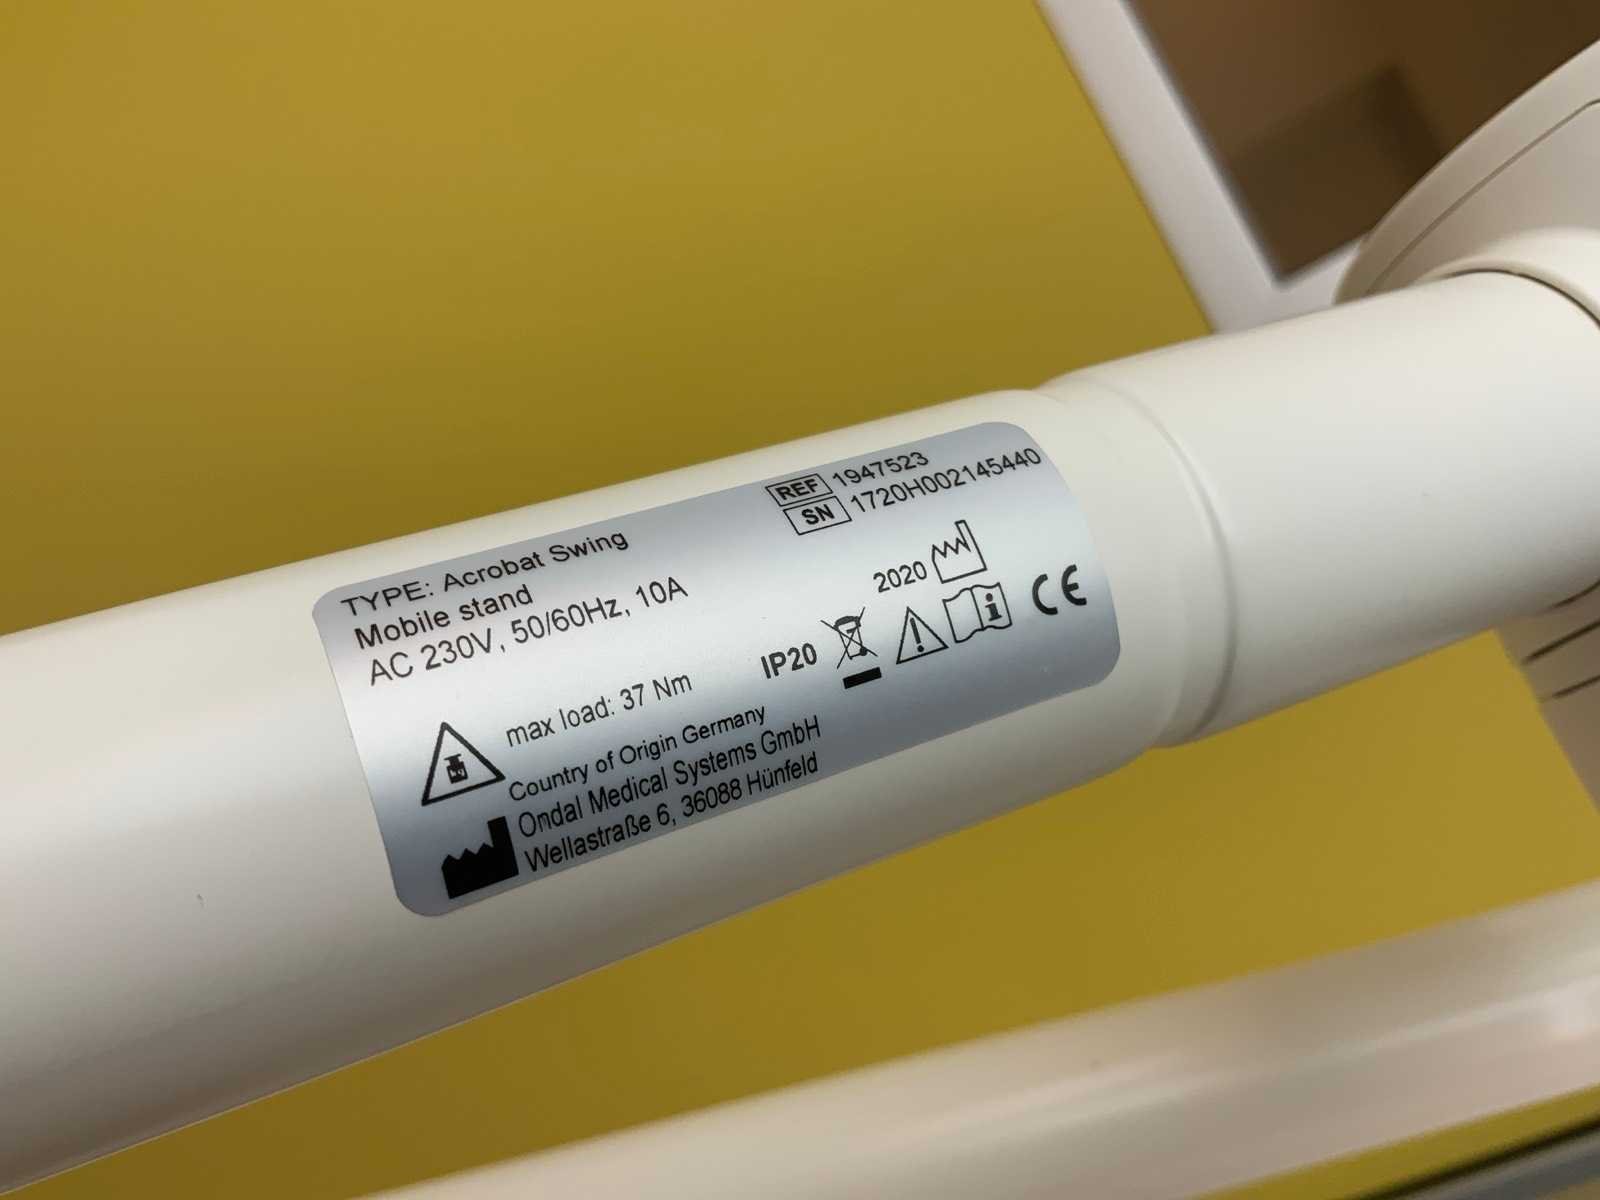 TYPE: Acrobat Swing
Mobile stand
AC 230V, 50/60Hz, 10A
REF 1947523
SN 1720H002145440
2020
IP20
CE
max load: 37 Nm
Country of Origin Germany
Ondal Medical Systems GmbH
Wellastraße 6, 36088 Hünfeld